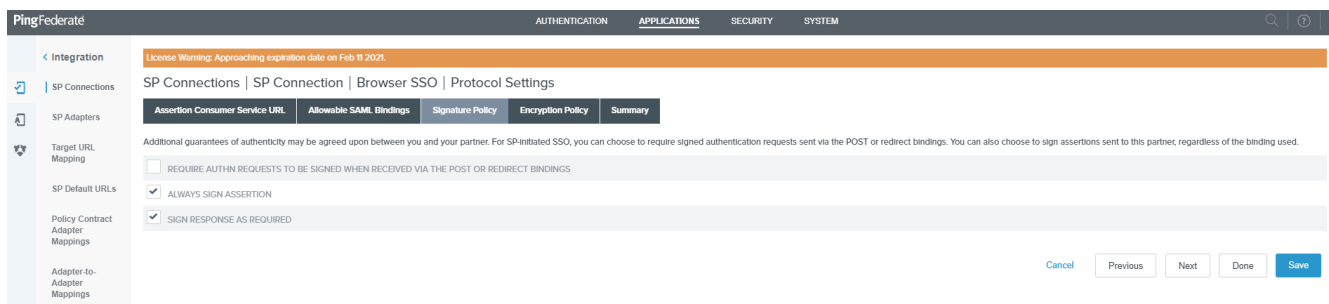 PingFederate
AUTHENTICATION
APPLICATIONS
SECURITY
SYSTEM
Integration
SP Connections
SP Adapters
Target URL
Mapping
SP Default URLs
Policy Contract
Adapter
Mappings
Adapter-to-
Adapter
Mappings
License Warning: Approaching expiration date on Feb 11 2021.
SP Connections | SP Connection | Browser SSO | Protocol Settings
Assertion Consumer Service URL
Allowable SAML Bindings
Signature Policy
Encryption Policy
Summary
Additional guarantees of authenticity may be agreed upon between you and your partner. For SP-initiated SSO, you can choose to require signed authentication requests sent via the POST or redirect bindings. You can also choose to sign assertions sent to this partner, regardless of the binding used.
REQUIRE AUTHN REQUESTS TO BE SIGNED WHEN RECEIVED VIA THE POST OR REDIRECT BINDINGS
ALWAYS SIGN ASSERTION
SIGN RESPONSE AS REQUIRED
Cancel
Previous
Next
Done
Save